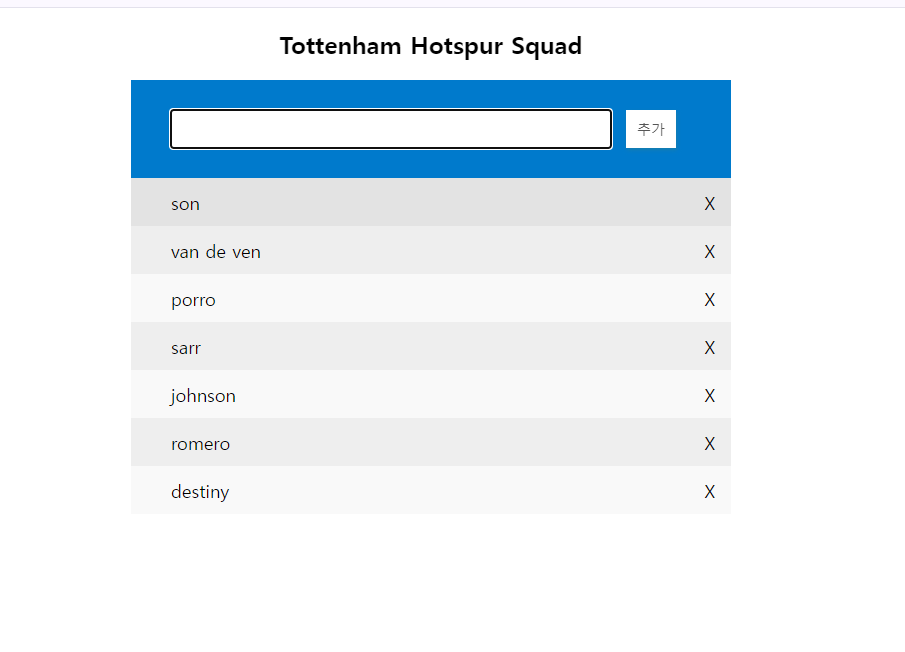 Tottenham Hotspur Squad
추가
son X
van de ven X
porro X
sarr X
johnson X
romero X
destiny X